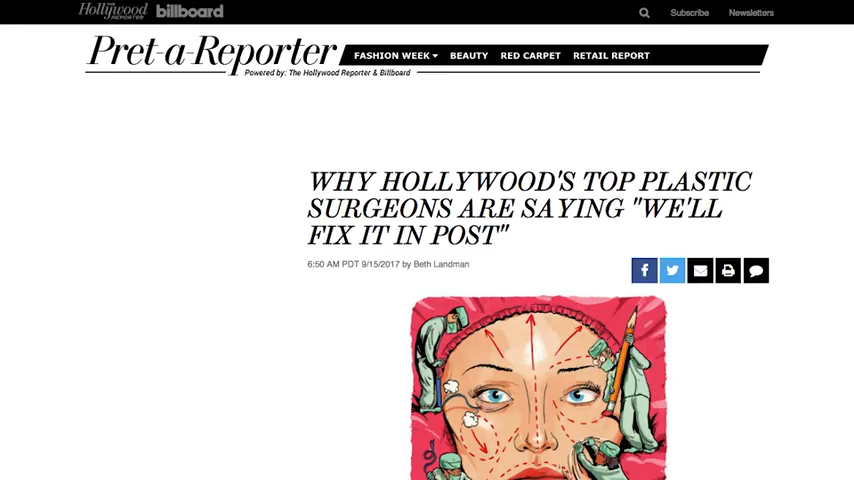 Hollywood REPORTER billboard Subscribe Newsletters
Pret-a-Reporter FASHION WEEK BEAUTY RED CARPET RETAIL REPORT
Powered by: The Hollywood Reporter & Billboard
WHY HOLLYWOOD'S TOP PLASTIC
SURGEONS ARE SAYING "WE'LL
FIX IT IN POST"
6:50 AM PDT 9/15/2017 by Beth Landman